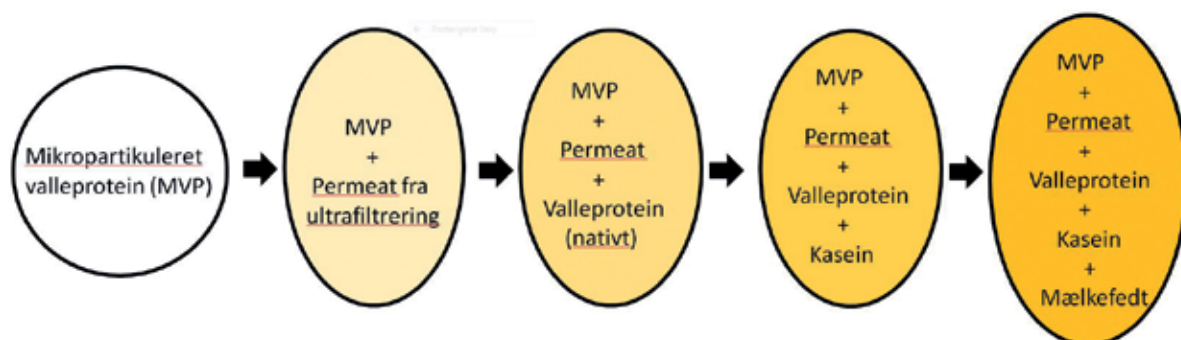 Mikropartikuleret
valleprotein (MVP)
MVP
+
Permeat fra
ultrafiltrering
MVP
+
Permeat
+
Valleprotein
(nativt)
MVP
+
Permeat
+
Valleprotein
+
Kasein
MVP
+
Permeat
+
Valleprotein
+
Kasein
+
Mælkefedt